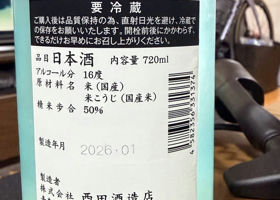 要冷蔵
ご購入後は品質保持の為、直射日光を避け、冷蔵で
の保存をお願いします。開栓前後にかかわらず、
できるだけお早めにお召し上がりください。
品目 日本酒 内容量 720ml
アルコール分 16度
原材料名 米(国産)
米こうじ(国産米)
精米歩合 50%
製造年月 2026.01
製造者
株式会社 西田酒造店
4582356331374